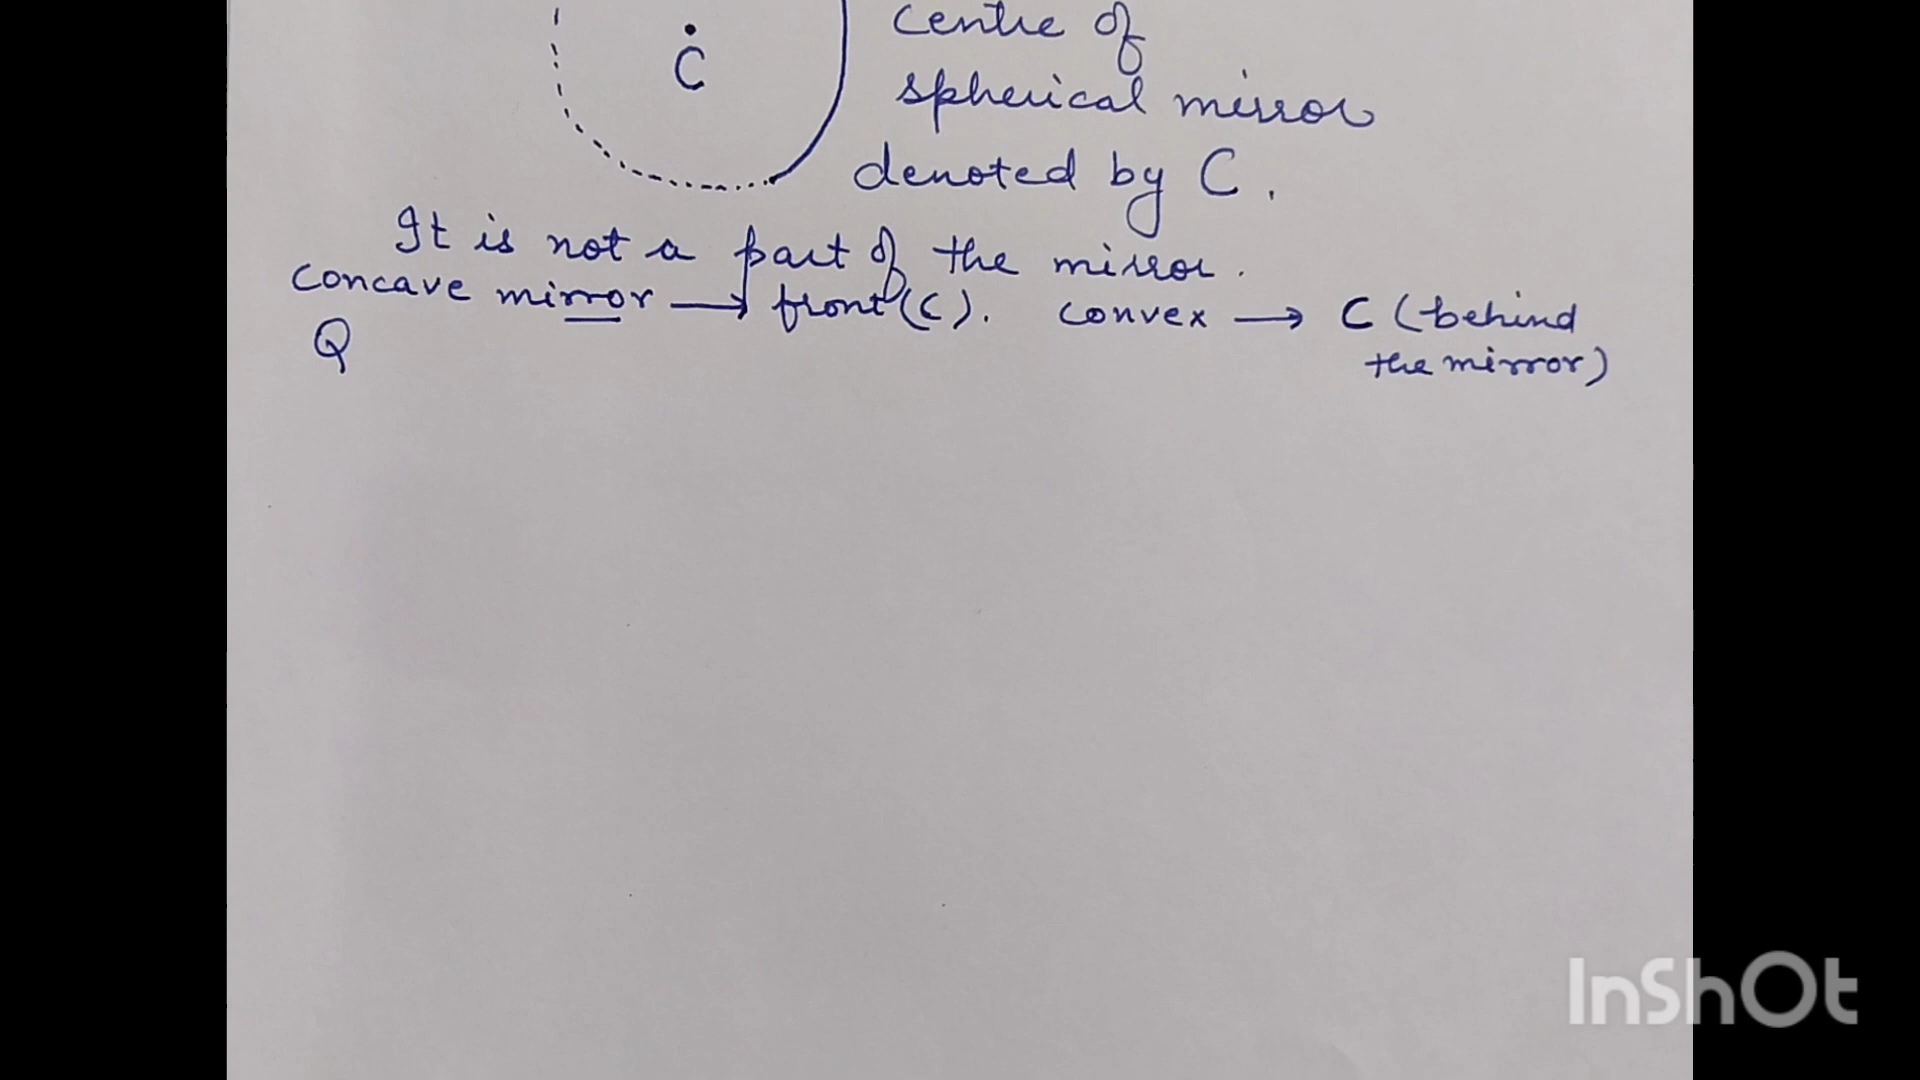 C
centre of
spherical mirror
denoted by C.
It is not a part of the mirror.
concave mirror → front (C). convex → C (behind
the mirror)
Q
InShOt